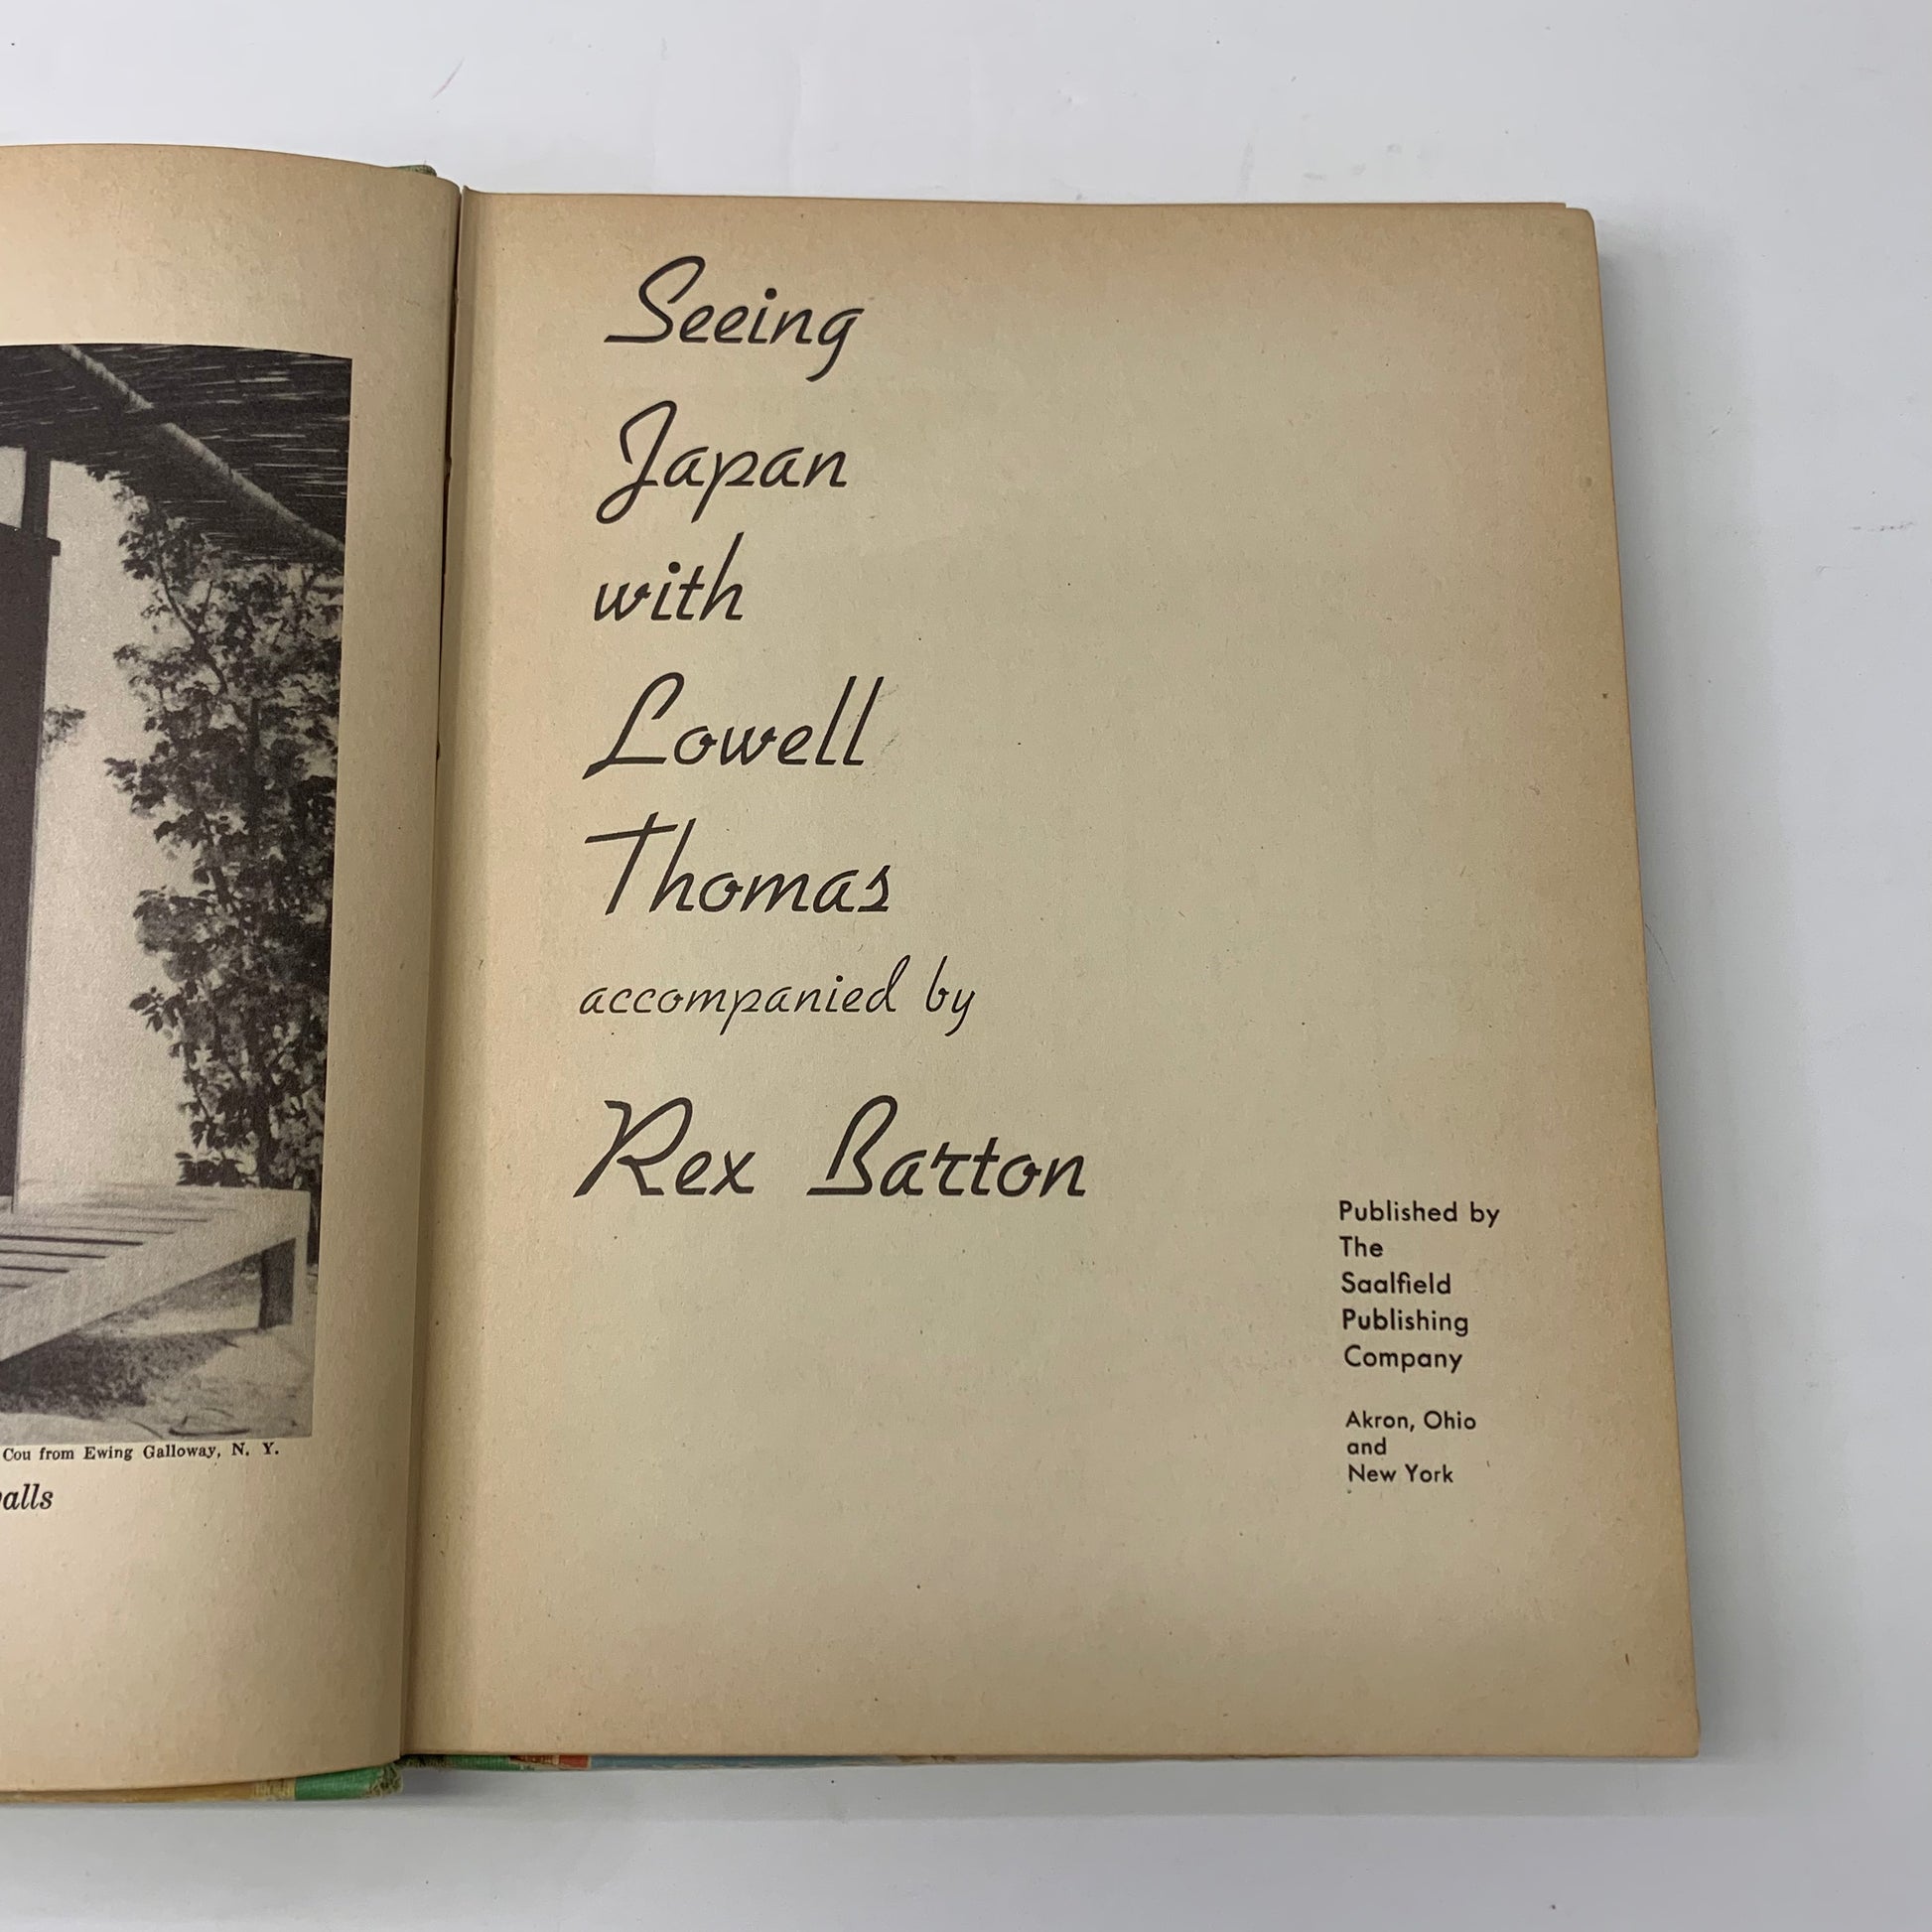 Cou from Ewing Galloway, N. Y.
Seeing
Japan
with
Lowell
Thomas
accompanied by
Rex Barton
Published by
The
Saalfield
Publishing
Company
Akron, Ohio
and
New York